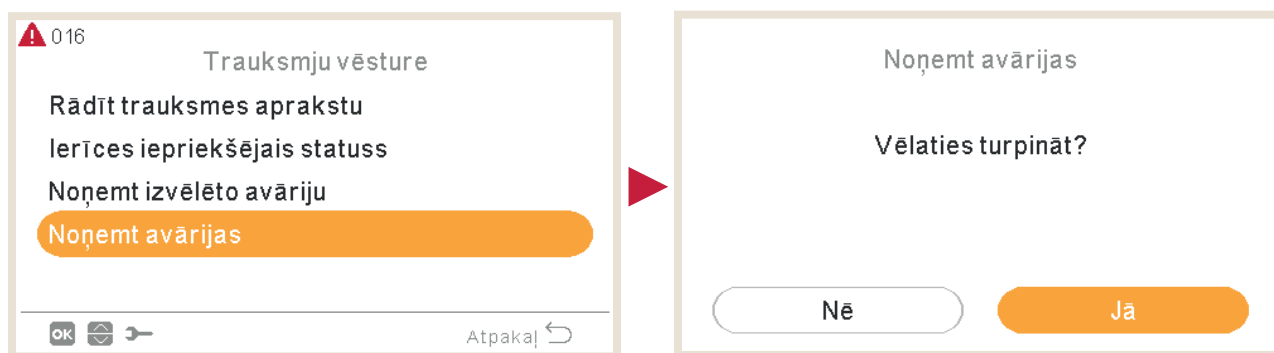 016
Trauksmju vēsture
Rādīt trauksmes aprakstu
Ierīces iepriekšējais statuss
Noņemt izvēlēto avāriju
Noņemt avārijas
OK
Atpakaļ
Noņemt avārijas
Vēlaties turpināt?
Nē
Jā